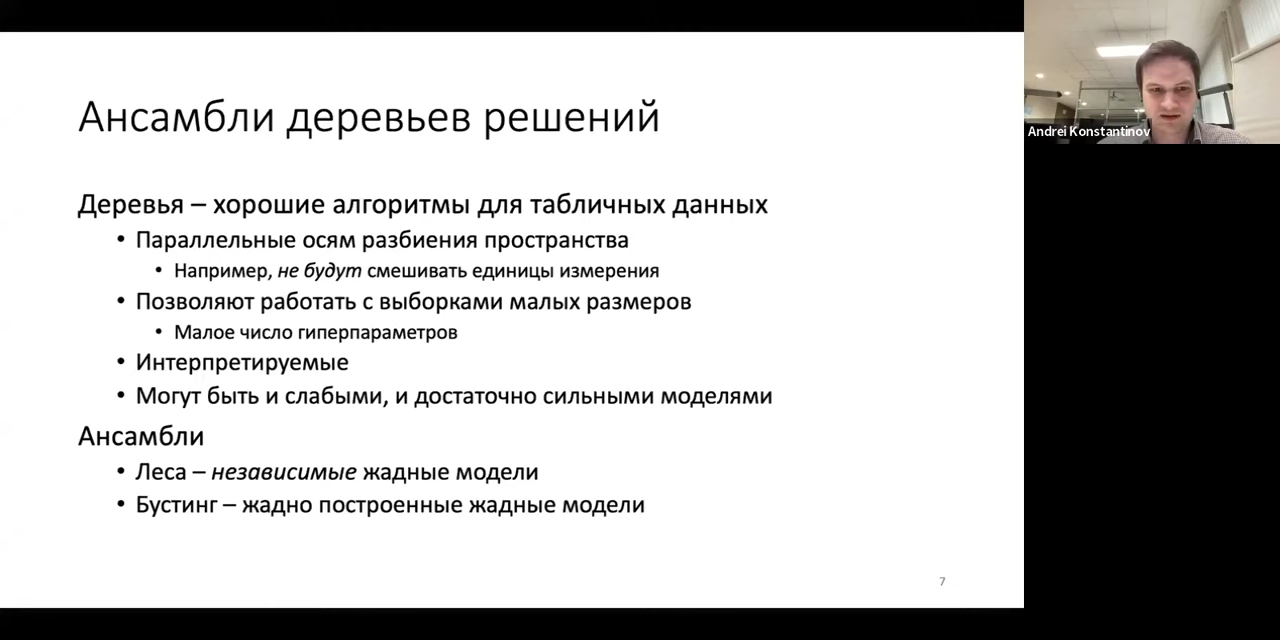 Ансамбли деревьев решений
Деревья – хорошие алгоритмы для табличных данных
• Параллельные осям разбиения пространства
• Например, не будут смешивать единицы измерения
• Позволяют работать с выборками малых размеров
• Малое число гиперпараметров
• Интерпретируемые
• Могут быть и слабыми, и достаточно сильными моделями
Ансамбли
• Леса – независимые жадные модели
• Бустинг – жадно построенные жадные модели
7
Andrei Konstantinov